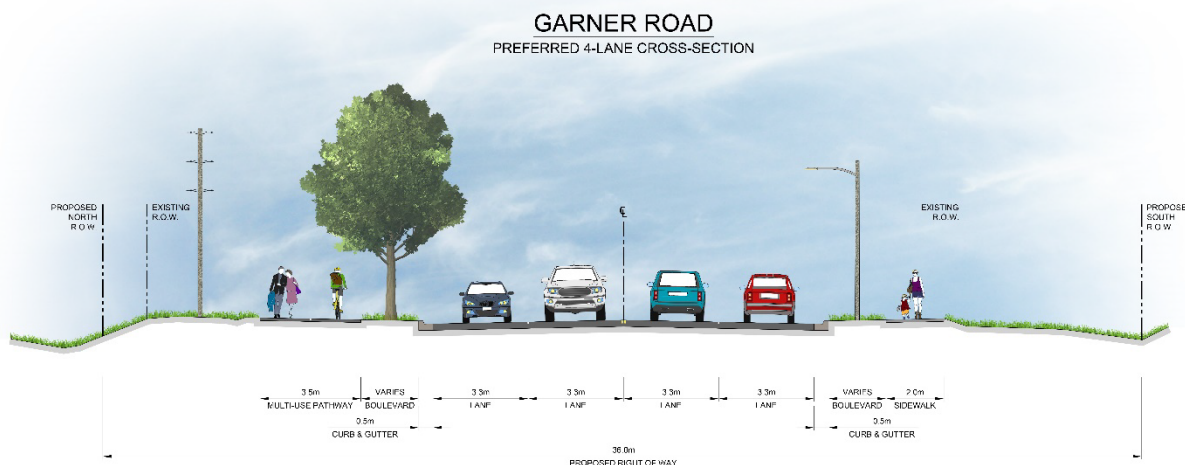 GARNER ROAD
PREFERRED 4-LANE CROSS-SECTION
PROPOSED
NORTH
R.O.W
EXISTING
R.O.W.
EXISTING
R.O.W.
PROPOSE
SOUTH
R.O.W
3.5m
MULTI-USE PATHWAY
VARIES
BOULEVARD
3.3m
LANE
3.3m
LANE
3.3m
LANE
3.3m
LANE
VARIES
BOULEVARD
2.0m
SIDEWALK
0.5m
CURB & GUTTER
0.5m
CURB & GUTTER
36.0m
PROPOSED RIGHT OF WAY